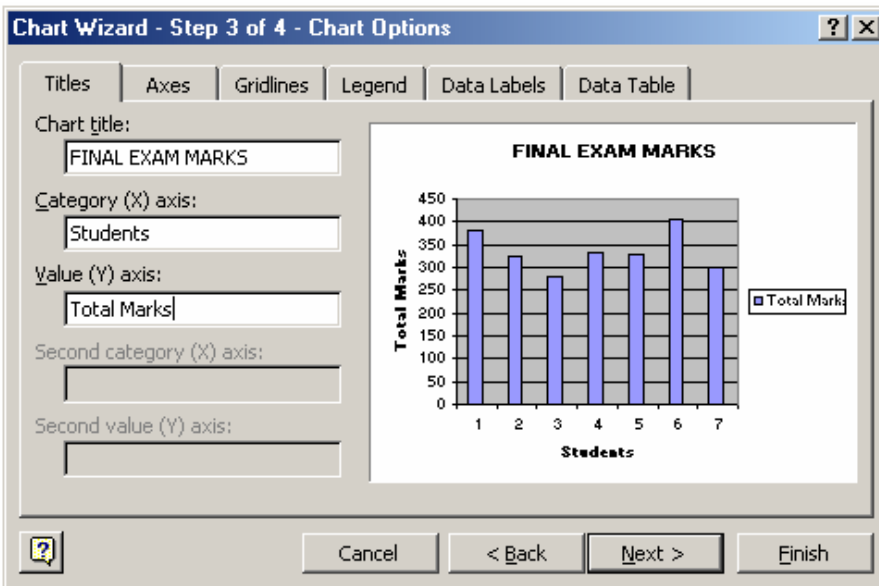 Chart Wizard - Step 3 of 4 - Chart Options
Titles Axes Gridlines Legend Data Labels Data Table
Chart title:
FINAL EXAM MARKS
Category (X) axis:
Students
Value (Y) axis:
Total Marks
Second category (X) axis:
Second value (Y) axis:
FINAL EXAM MARKS
450
400
350
300
250
200
150
100
50
0
Total Marks
1 2 3 4 5 6 7
Students
Total Marks
Cancel < Back Next > Finish